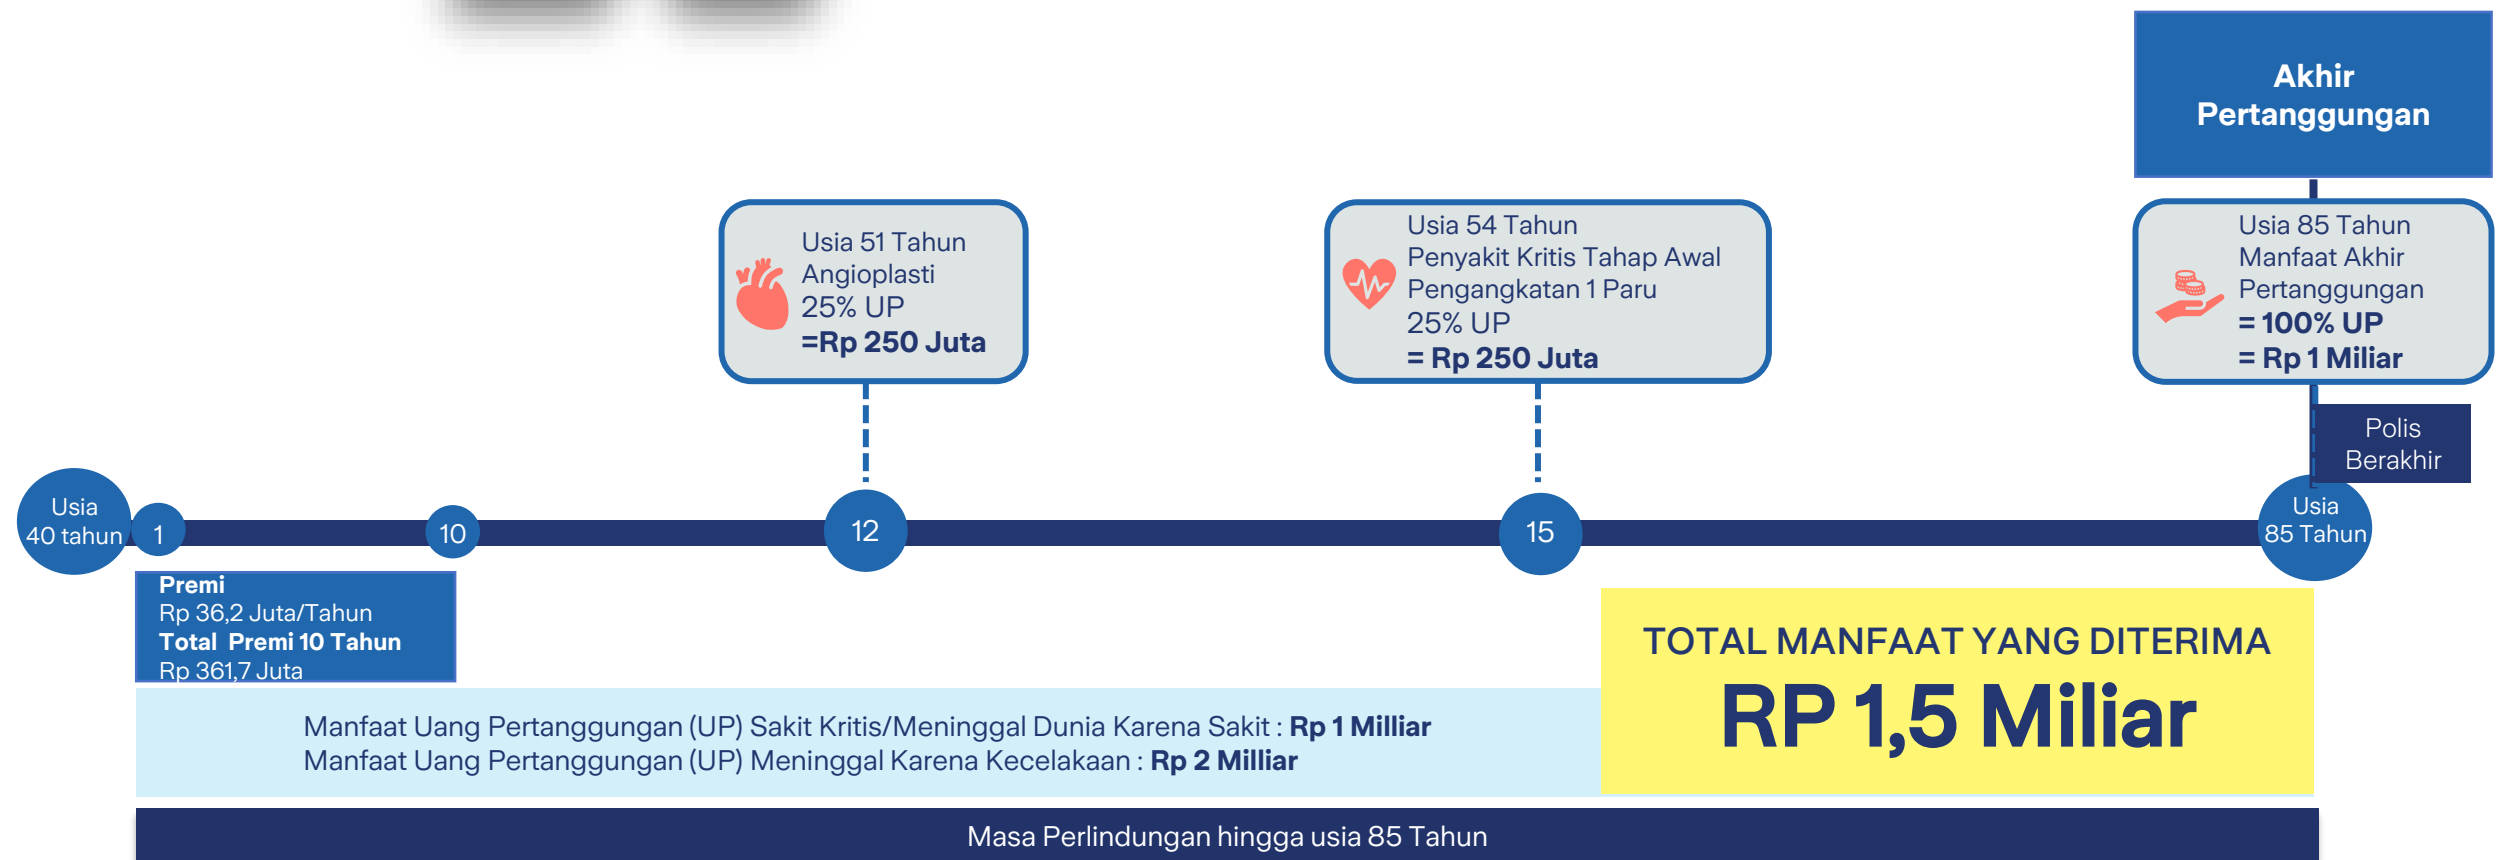 Akhir
Pertanggungan
Usia 51 Tahun
Angioplasti
25% UP
=Rp 250 Juta
Usia 54 Tahun
Penyakit Kritis Tahap Awal
Pengangkatan 1 Paru
25% UP
= Rp 250 Juta
Usia 85 Tahun
Manfaat Akhir
Pertanggungan
= 100% UP
= Rp 1 Miliar
Polis
Berakhir
Usia
40 tahun
1
10
12
15
Usia
85 Tahun
Premi
Rp 36,2 Juta/Tahun
Total Premi 10 Tahun
Rp 361,7 Juta
TOTAL MANFAAT YANG DITERIMA
RP 1,5 Miliar
Manfaat Uang Pertanggungan (UP) Sakit Kritis/Meninggal Dunia Karena Sakit : Rp 1 Milliar
Manfaat Uang Pertanggungan (UP) Meninggal Karena Kecelakaan : Rp 2 Milliar
Masa Perlindungan hingga usia 85 Tahun